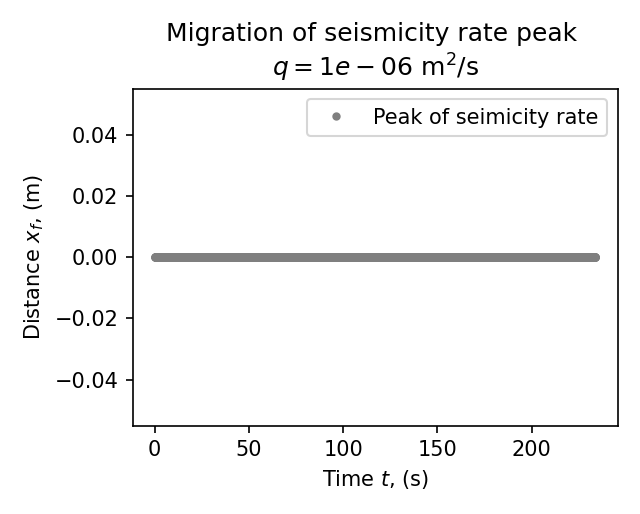 Migration of seismicity rate peak
q = 1e − 06 m²/s
Peak of seimicity rate
Distance x_f, (m)
0.04
0.02
0.00
−0.02
−0.04
0
50
100
150
200
Time t, (s)